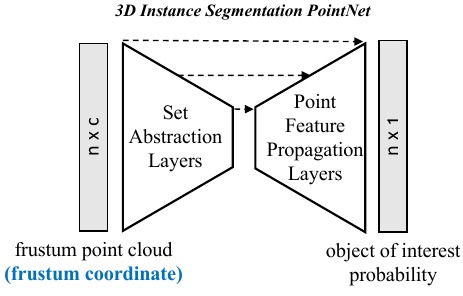 3D Instance Segmentation PointNet
n x c
Set
Abstraction
Layers
Point
Feature
Propagation
Layers
n x 1
frustum point cloud
(frustum coordinate)
object of interest
probability